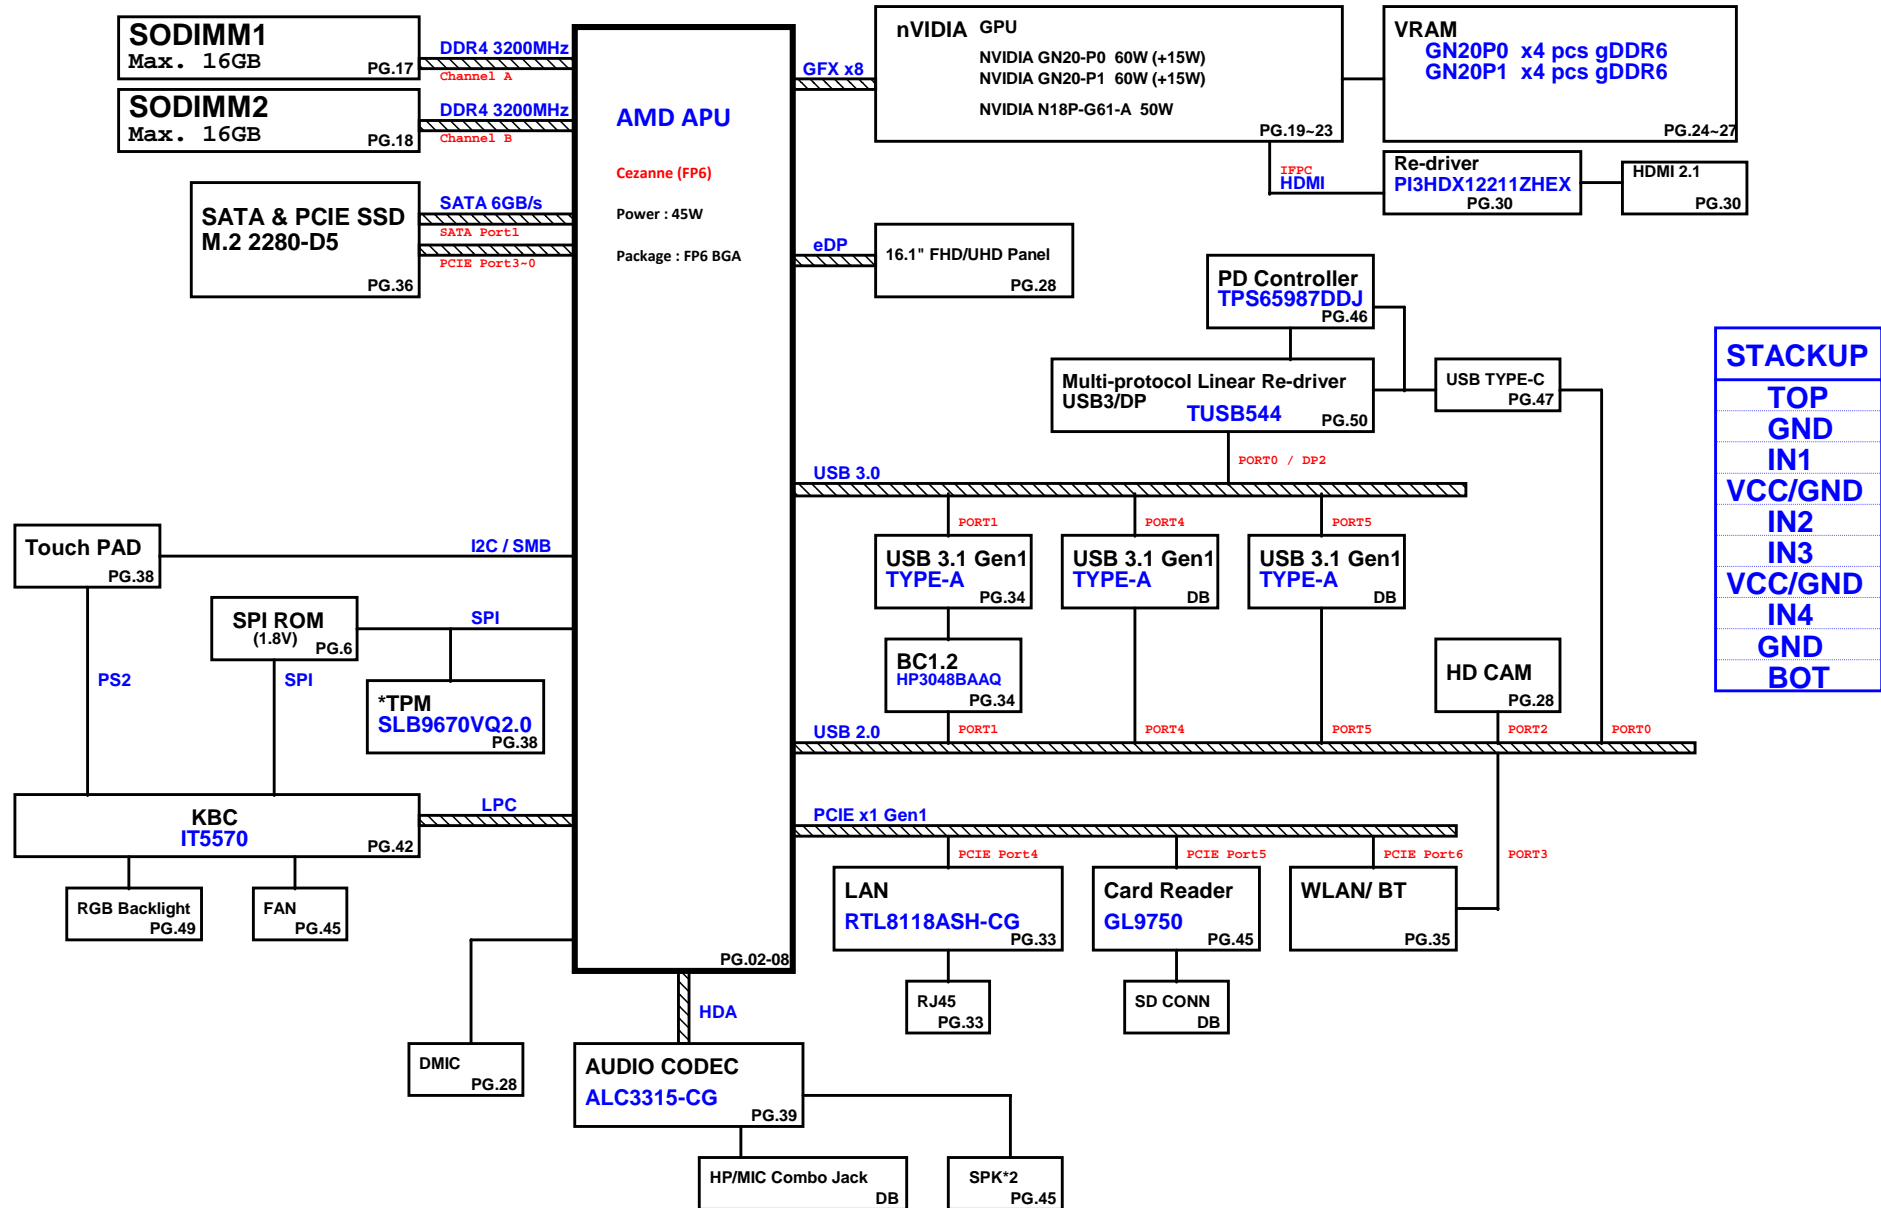 SODIMM1
Max. 16GB
PG.17
DDR4 3200MHz
Channel A
SODIMM2
Max. 16GB
PG.18
DDR4 3200MHz
Channel B
SATA & PCIE SSD
M.2 2280-D5
PG.36
SATA 6GB/s
SATA Port1
PCIE Port3~0
AMD APU
Cezanne (FP6)
Power : 45W
Package : FP6 BGA
PG.02-08
GFX x8
nVIDIA GPU
NVIDIA GN20-P0 60W (+15W)
NVIDIA GN20-P1 60W (+15W)
NVIDIA N18P-G61-A 50W
PG.19~23
VRAM
GN20P0 x4 pcs gDDR6
GN20P1 x4 pcs gDDR6
PG.24~27
IFPC
HDMI
Re-driver
PI3HDX12211ZHEX
PG.30
HDMI 2.1
PG.30
eDP
16.1" FHD/UHD Panel
PG.28
PD Controller
TPS65987DDJ
PG.46
Multi-protocol Linear Re-driver
USB3/DP
TUSB544
PG.50
USB TYPE-C
PG.47
PORT0 / DP2
USB 3.0
PORT1
PORT4
PORT5
USB 3.1 Gen1
TYPE-A
PG.34
USB 3.1 Gen1
TYPE-A
DB
USB 3.1 Gen1
TYPE-A
DB
BC1.2
HP3048BAAQ
PG.34
HD CAM
PG.28
USB 2.0
PORT1
PORT4
PORT5
PORT2
PORT0
STACKUP
TOP
GND
IN1
VCC/GND
IN2
IN3
VCC/GND
IN4
GND
BOT
Touch PAD
PG.38
I2C / SMB
SPI ROM
(1.8V)
PG.6
SPI
PS2
SPI
*TPM
SLB9670VQ2.0
PG.38
KBC
IT5570
PG.42
LPC
RGB Backlight
PG.49
FAN
PG.45
PCIE x1 Gen1
PCIE Port4
PCIE Port5
PCIE Port6
PORT3
LAN
RTL8118ASH-CG
PG.33
Card Reader
GL9750
PG.45
WLAN/ BT
PG.35
RJ45
PG.33
SD CONN
DB
HDA
DMIC
PG.28
AUDIO CODEC
ALC3315-CG
PG.39
HP/MIC Combo Jack
DB
SPK*2
PG.45